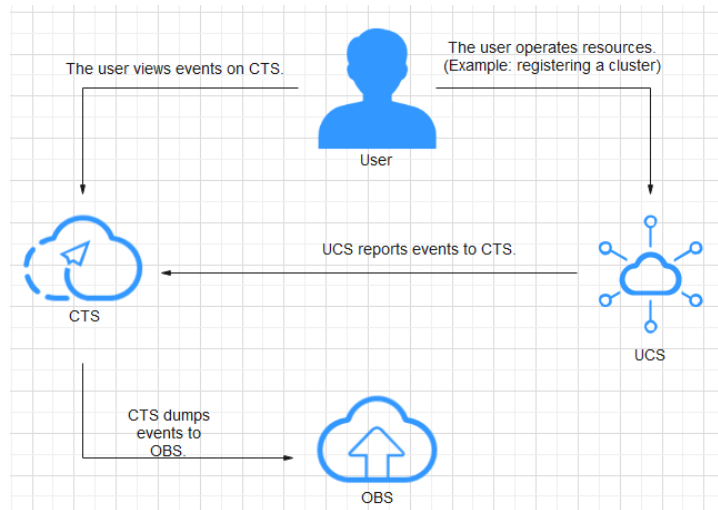 The user views events on CTS.
The user operates resources.
(Example: registering a cluster)
User
UCS reports events to CTS.
CTS
UCS
CTS dumps
events to
OBS.
OBS